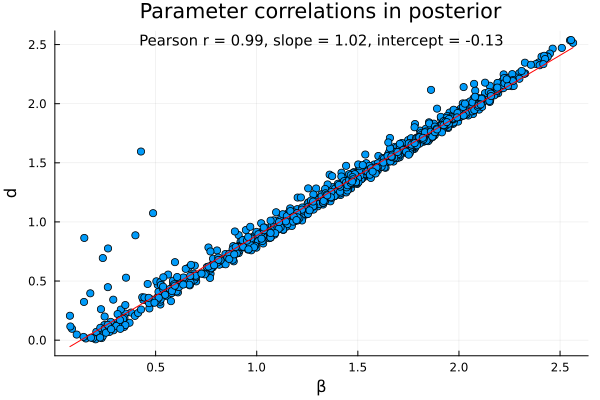 Parameter correlations in posterior
Pearson r = 0.99, slope = 1.02, intercept = -0.13
2.5
2.0
1.5
1.0
0.5
0.0
d
0.5 1.0 1.5 2.0 2.5
β